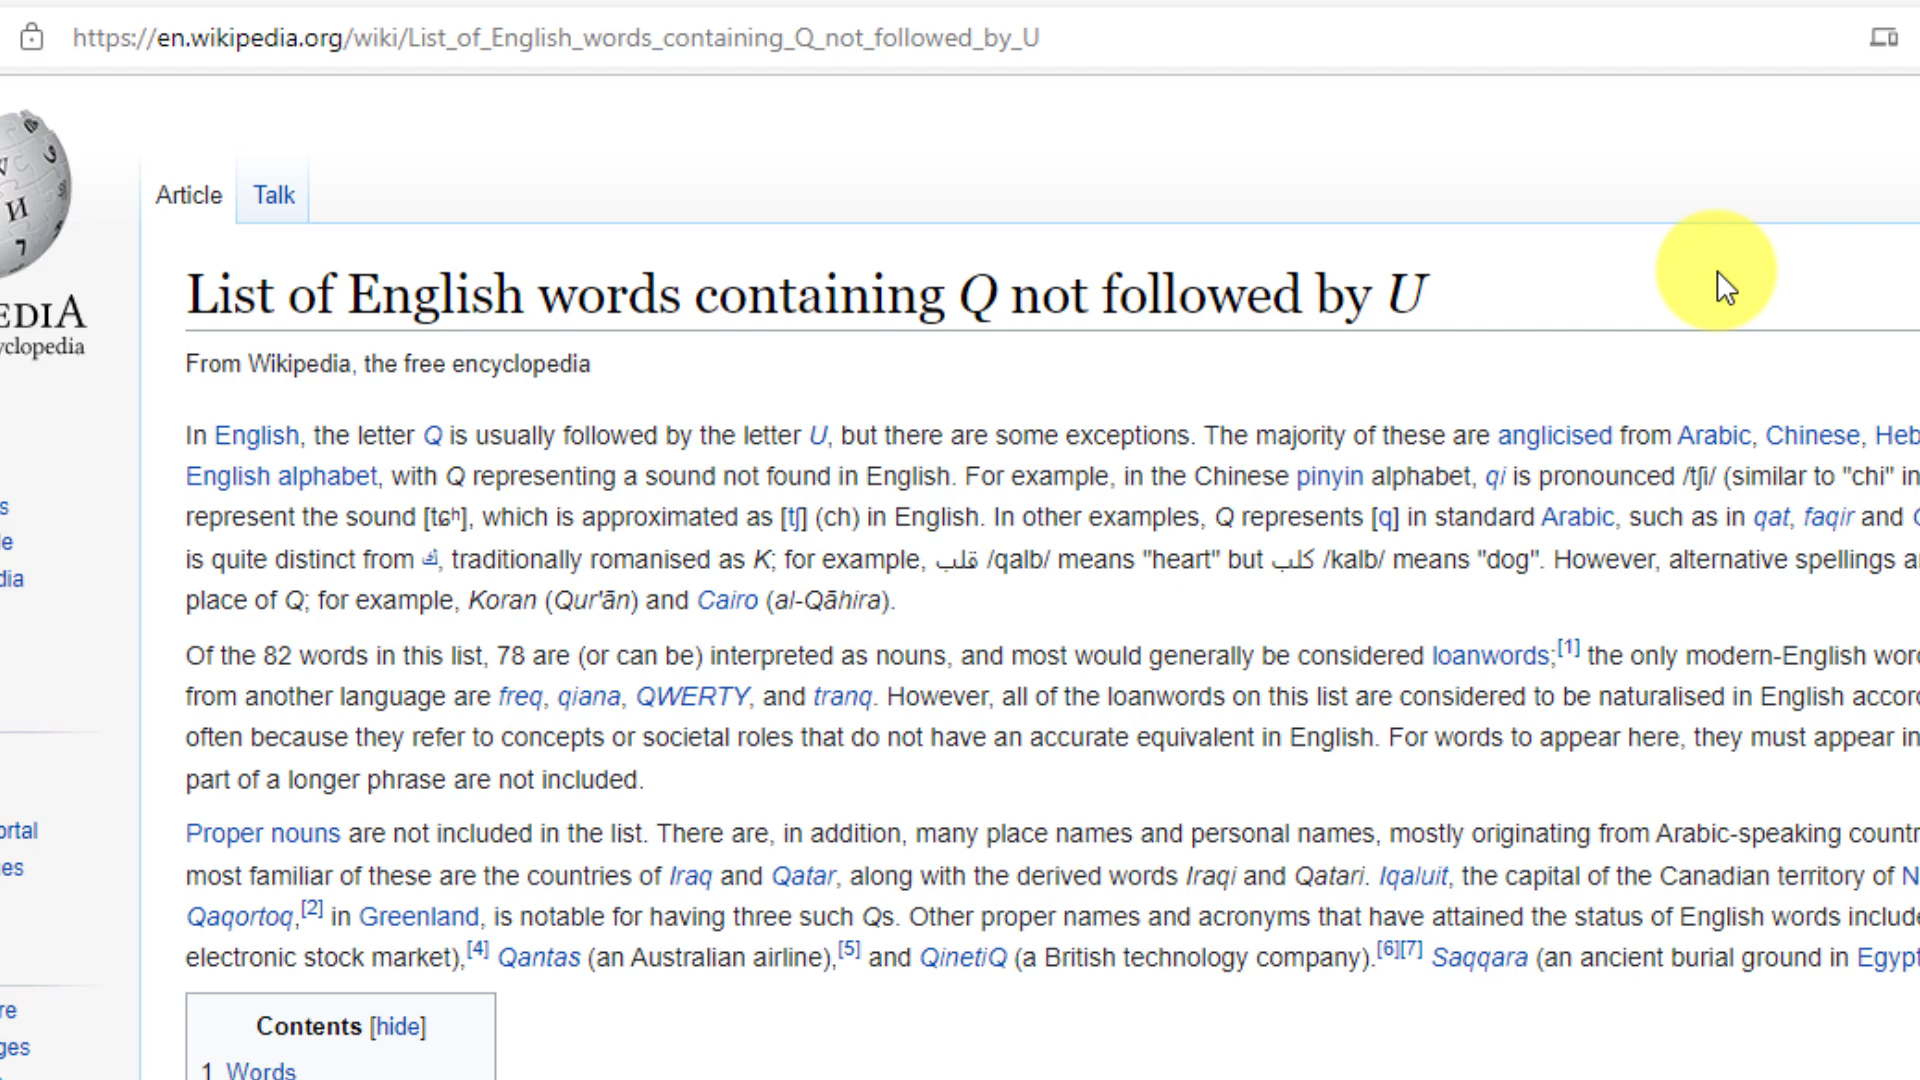 https://en.wikipedia.org/wiki/List_of_English_words_containing_Q_not_followed_by_U
Article Talk
List of English words containing Q not followed by U
From Wikipedia, the free encyclopedia
In English, the letter Q is usually followed by the letter U, but there are some exceptions. The majority of these are anglicised from Arabic, Chinese, Heb
English alphabet, with Q representing a sound not found in English. For example, in the Chinese pinyin alphabet, qi is pronounced /tʃi/ (similar to "chi" in
represent the sound [tɕʰ], which is approximated as [tʃ] (ch) in English. In other examples, Q represents [q] in standard Arabic, such as in qat, faqir and
is quite distinct from ك, traditionally romanised as K; for example, قلب /qalb/ means "heart" but كلب /kalb/ means "dog". However, alternative spellings a
place of Q; for example, Koran (Qur'ān) and Cairo (al-Qāhira).
Of the 82 words in this list, 78 are (or can be) interpreted as nouns, and most would generally be considered loanwords;[1] the only modern-English wor
from another language are freq, qiana, QWERTY, and tranq. However, all of the loanwords on this list are considered to be naturalised in English accor
often because they refer to concepts or societal roles that do not have an accurate equivalent in English. For words to appear here, they must appear in
part of a longer phrase are not included.
Proper nouns are not included in the list. There are, in addition, many place names and personal names, mostly originating from Arabic-speaking countr
most familiar of these are the countries of Iraq and Qatar, along with the derived words Iraqi and Qatari. Iqaluit, the capital of the Canadian territory of N
Qaqortoq,[2] in Greenland, is notable for having three such Qs. Other proper names and acronyms that have attained the status of English words include
electronic stock market),[4] Qantas (an Australian airline),[5] and QinetiQ (a British technology company).[6][7] Saqqara (an ancient burial ground in Egypt
Contents [hide]
1 Words
EDIA
yclopedia
s
le
dia
ortal
ges
re
ges